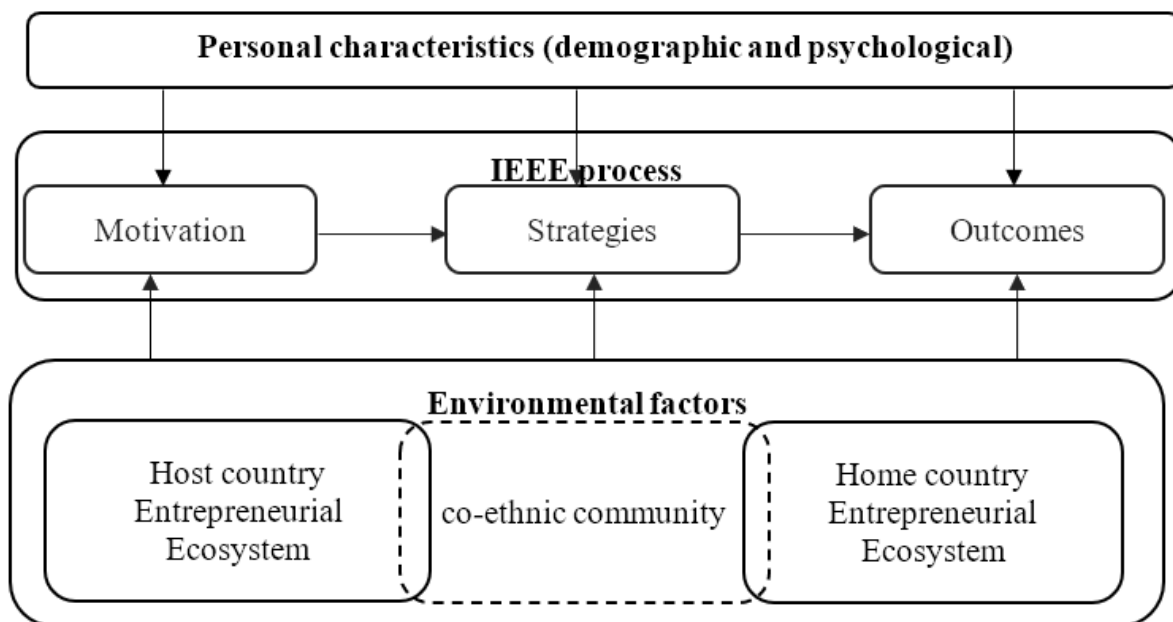 Personal characteristics (demographic and psychological)
IEEE process
Motivation
Strategies
Outcomes
Environmental factors
Host country
Entrepreneurial
Ecosystem
co-ethnic community
Home country
Entrepreneurial
Ecosystem